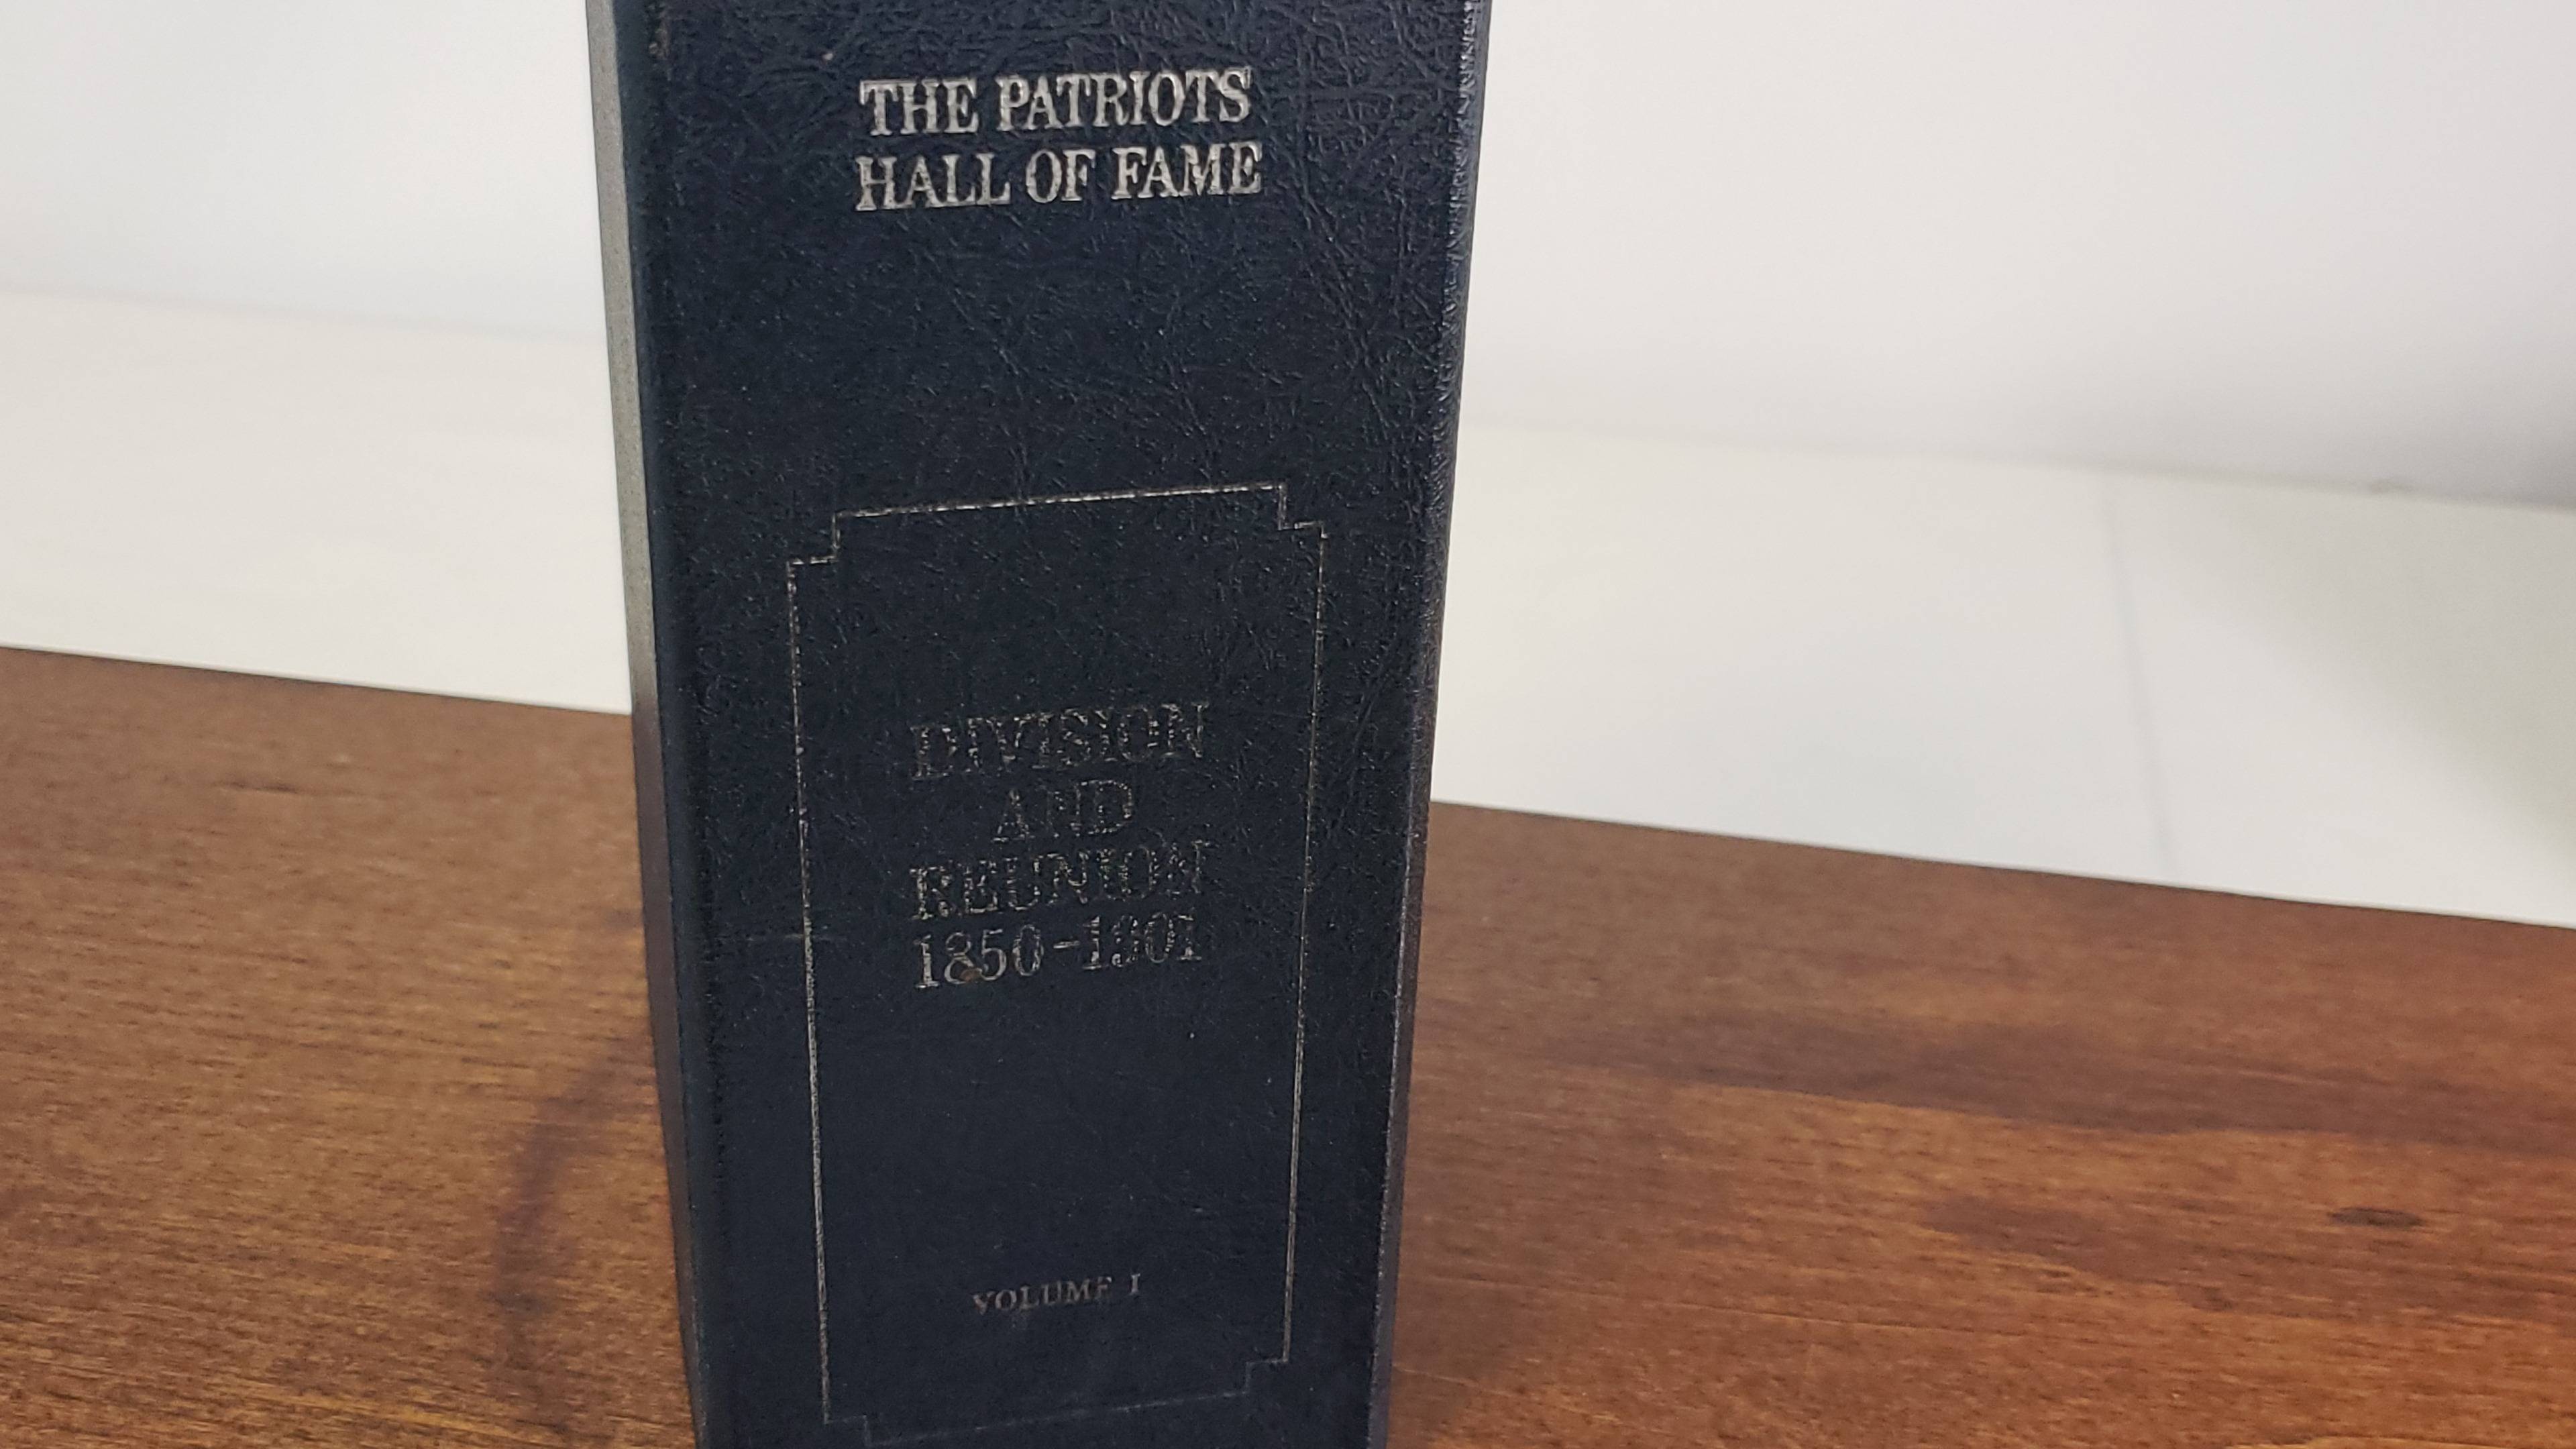 THE PATRIOTS
HALL OF FAME
DIVISION
AND
REUNION
1850-1901
VOLUME I